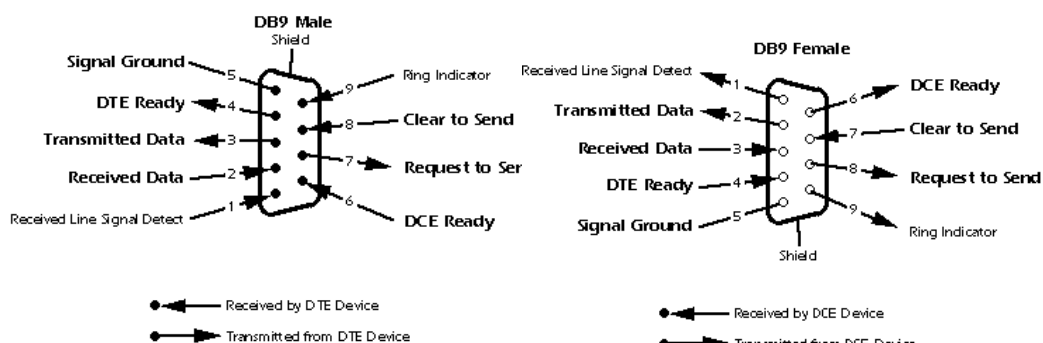 DB9 Male
Shield
Signal Ground
5
DTE Ready
4
Transmitted Data
3
Received Data
2
Received Line Signal Detect
1
9
Ring Indicator
8
Clear to Send
7
Request to Ser
6
DCE Ready
Received by DTE Device
Transmitted from DTE Device
DB9 Female
Received Line Signal Detect
1
Transmitted Data
2
Received Data
3
DTE Ready
4
Signal Ground
5
6
DCE Ready
7
Clear to Send
8
Request to Send
9
Ring Indicator
Shield
Received by DCE Device
Transmitted from DCE Device